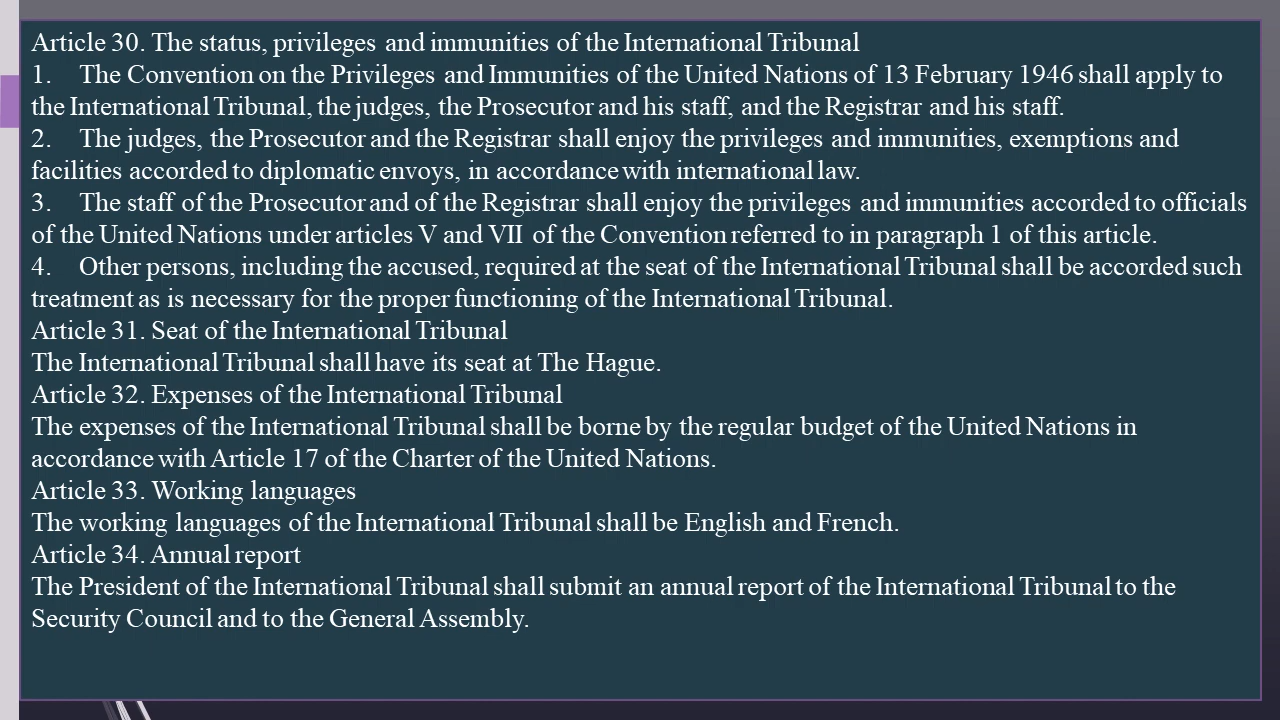 Article 30. The status, privileges and immunities of the International Tribunal
1. The Convention on the Privileges and Immunities of the United Nations of 13 February 1946 shall apply to
the International Tribunal, the judges, the Prosecutor and his staff, and the Registrar and his staff.
2. The judges, the Prosecutor and the Registrar shall enjoy the privileges and immunities, exemptions and
facilities accorded to diplomatic envoys, in accordance with international law.
3. The staff of the Prosecutor and of the Registrar shall enjoy the privileges and immunities accorded to officials
of the United Nations under articles V and VII of the Convention referred to in paragraph 1 of this article.
4. Other persons, including the accused, required at the seat of the International Tribunal shall be accorded such
treatment as is necessary for the proper functioning of the International Tribunal.
Article 31. Seat of the International Tribunal
The International Tribunal shall have its seat at The Hague.
Article 32. Expenses of the International Tribunal
The expenses of the International Tribunal shall be borne by the regular budget of the United Nations in
accordance with Article 17 of the Charter of the United Nations.
Article 33. Working languages
The working languages of the International Tribunal shall be English and French.
Article 34. Annual report
The President of the International Tribunal shall submit an annual report of the International Tribunal to the
Security Council and to the General Assembly.